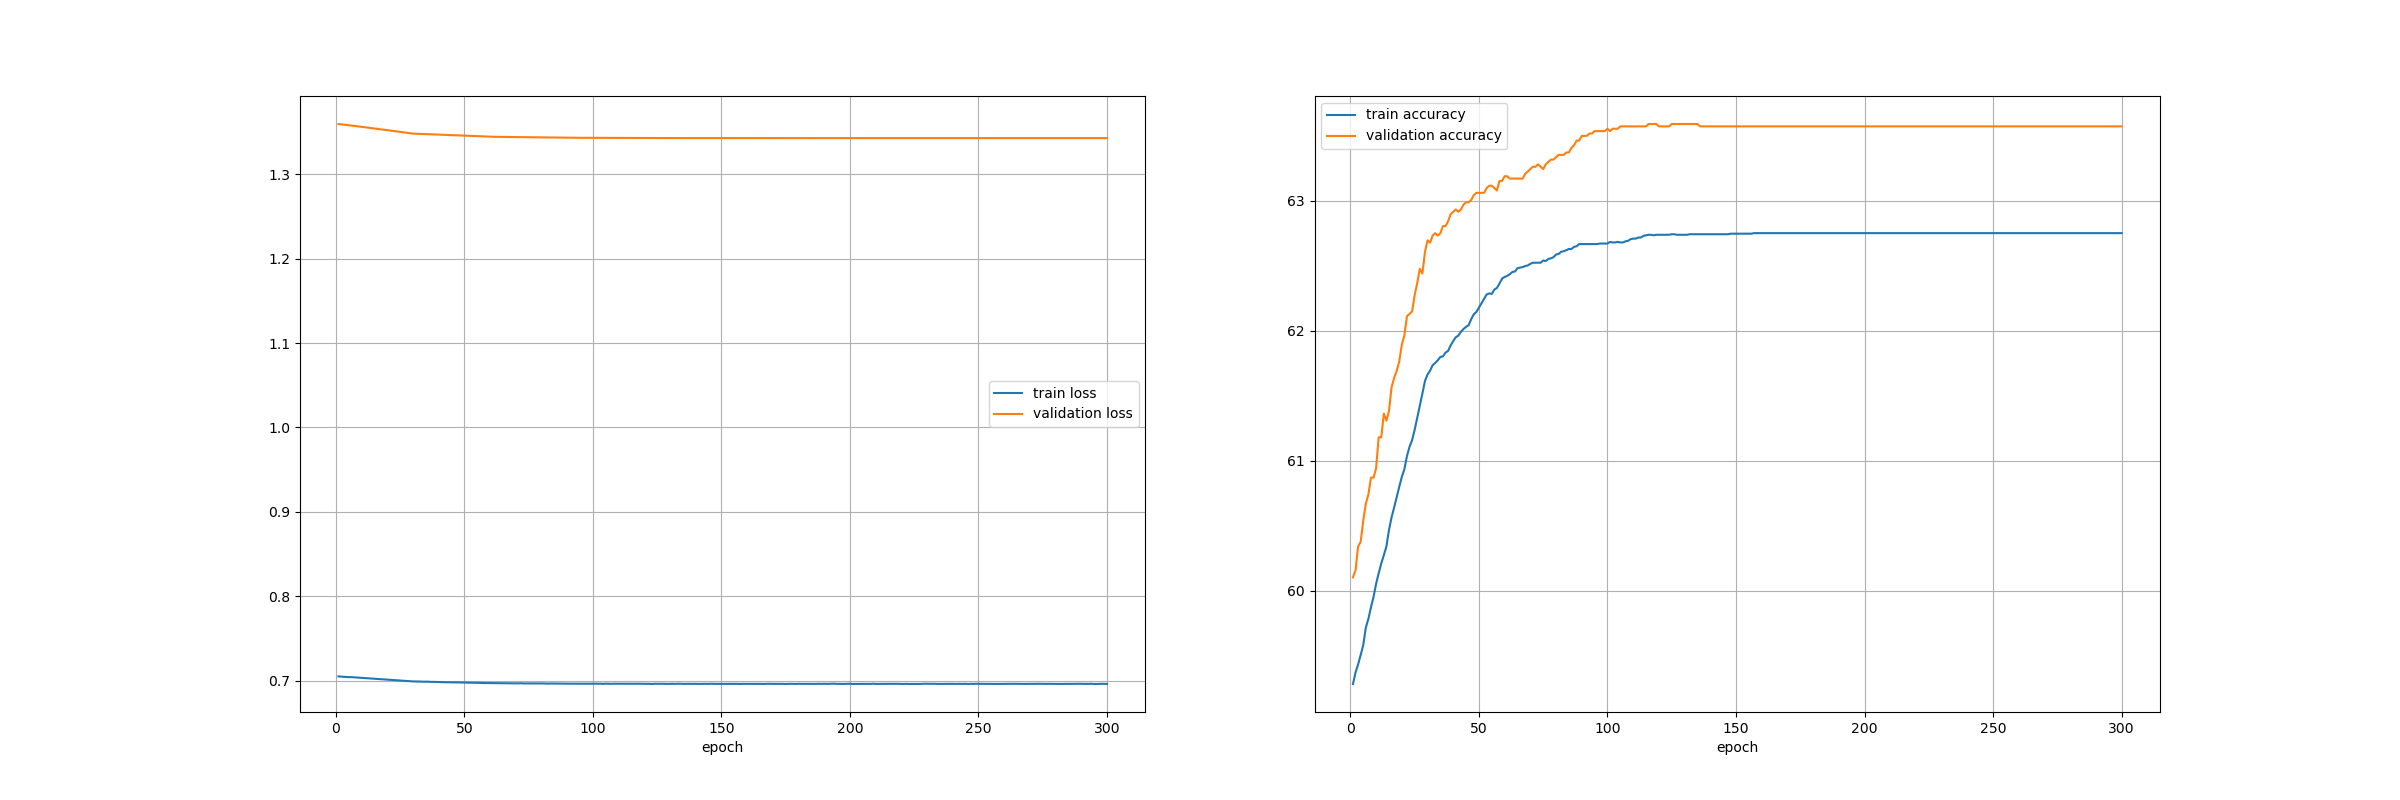 1.3
1.2
1.1
1.0
0.9
0.8
0.7
0 50 100 150 200 250 300
epoch
train loss
validation loss
63
62
61
60
0 50 100 150 200 250 300
epoch
train accuracy
validation accuracy